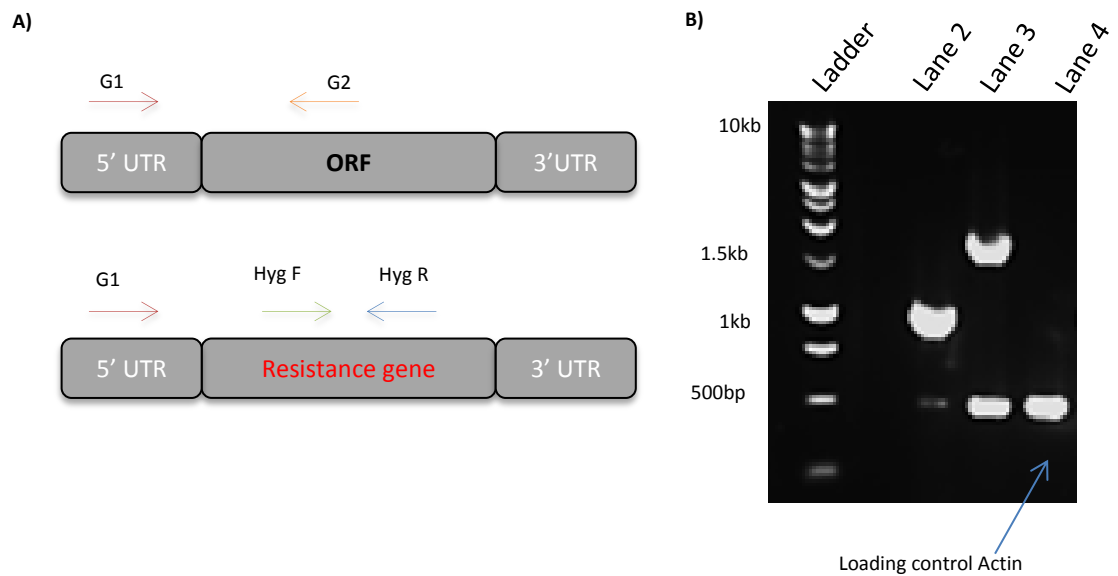 A)
G1
G2
5' UTR
ORF
3'UTR
G1
Hyg F
Hyg R
5' UTR
Resistance gene
3' UTR
B)
Ladder
Lane 2
Lane 3
Lane 4
10kb
1.5kb
1kb
500bp
Loading control Actin